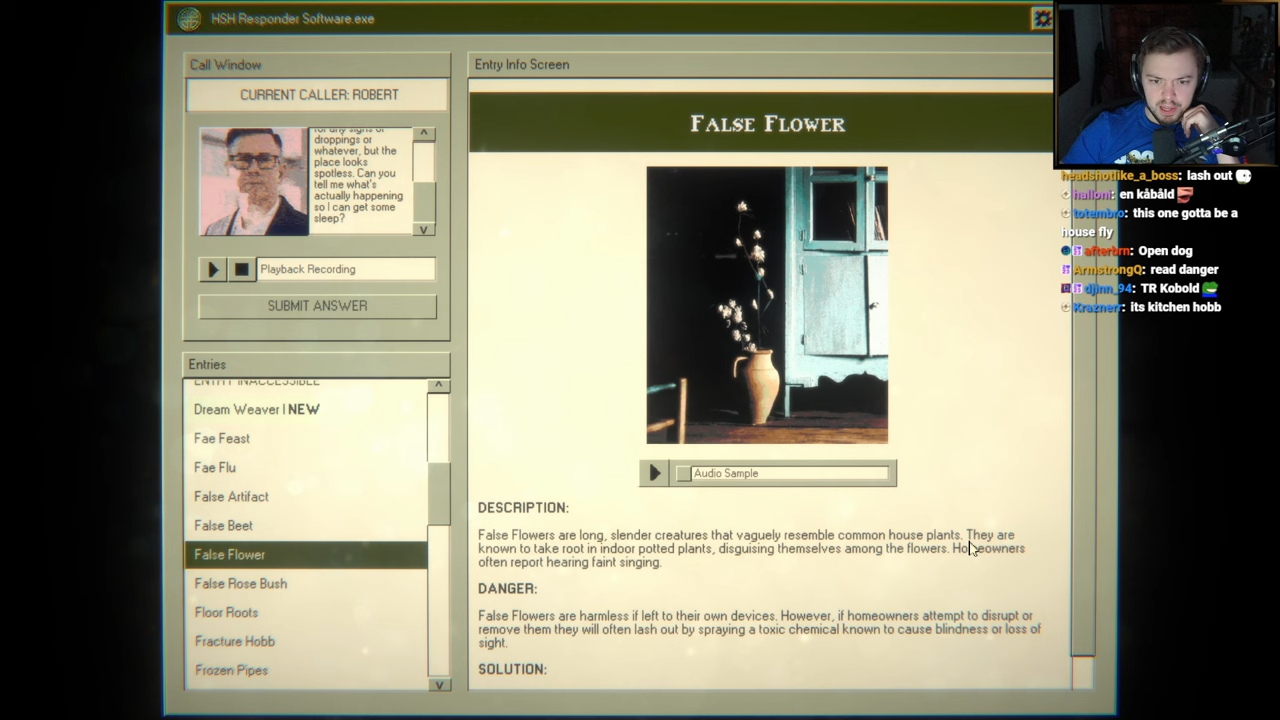 HSH Responder Software.exe
Call Window
CURRENT CALLER: ROBERT
for any signs or
droppings or
whatever, but the
place looks
spotless. Can you
tell me what's
actually happening
so I can get some
sleep?
Playback Recording
SUBMIT ANSWER
Entries
ENTRY INACCESSIBLE
Dream Weaver | NEW
Fae Feast
Fae Flu
False Artifact
False Beet
False Flower
False Rose Bush
Floor Roots
Fracture Hobb
Frozen Pipes
Entry Info Screen
FALSE FLOWER
Audio Sample
DESCRIPTION:
False Flowers are long, slender creatures that vaguely resemble common house plants. They are
known to take root in indoor potted plants, disguising themselves among the flowers. Homeowners
often report hearing faint singing.
DANGER:
False Flowers are harmless if left to their own devices. However, if homeowners attempt to disrupt or
remove them they will often lash out by spraying a toxic chemical known to cause blindness or loss of
sight.
SOLUTION:
headshotlike_a_boss: lash out
halloni: en kåbåld
totembro: this one gotta be a
house fly
afterbrn: Open dog
ArmstrongQ: read danger
djinn_94: TR Kobold
Kraznerr: its kitchen hobb